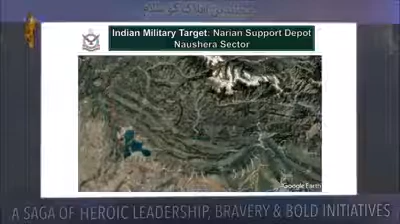 Indian Military Target: Narian Support Depot
Naushera Sector
Google Earth
A SAGA OF HEROIC LEADERSHIP, BRAVERY & BOLD INITIATIVES